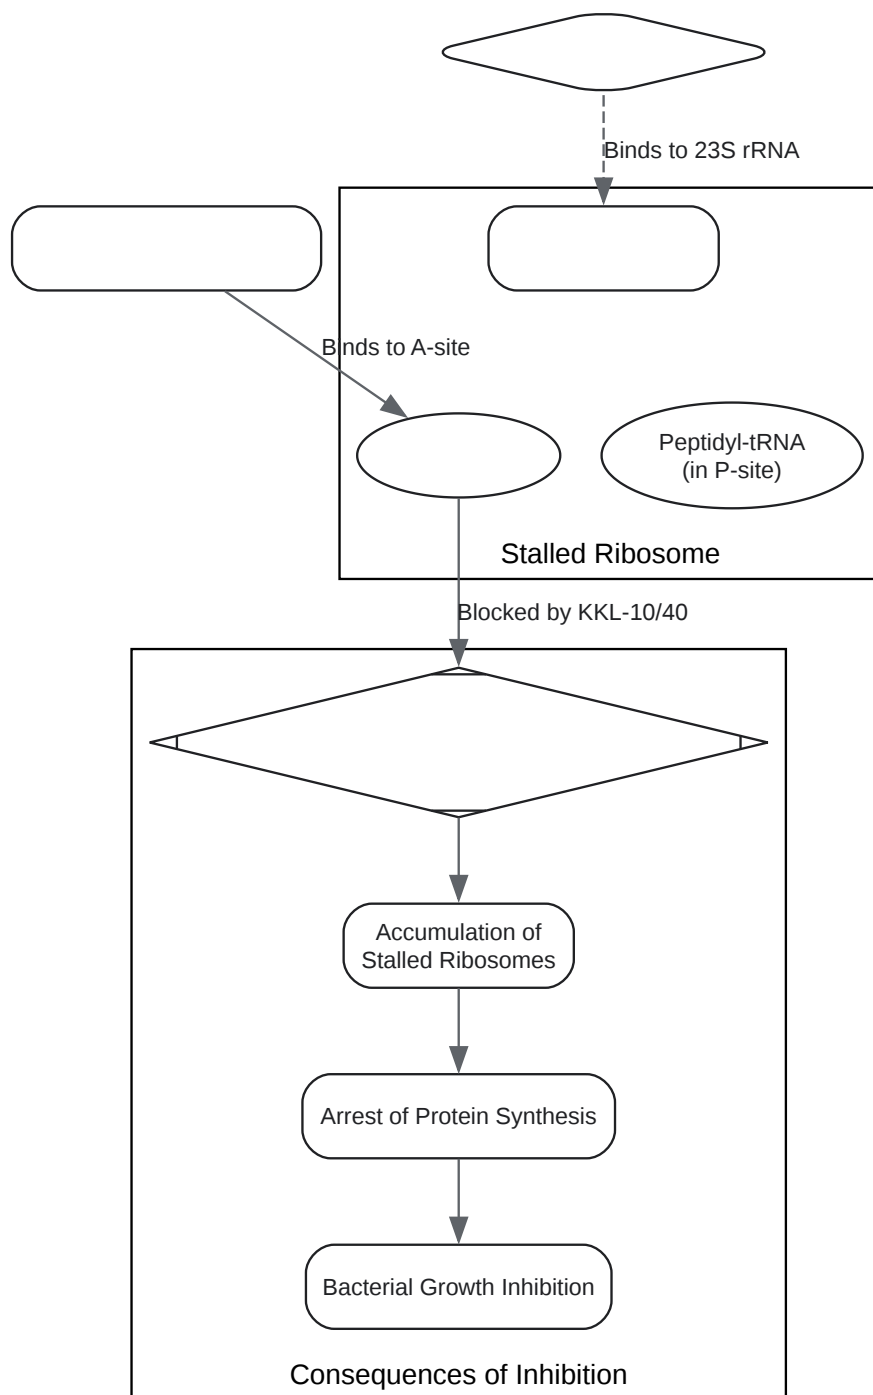 Binds to 23S rRNA
Binds to A-site
Peptidyl-tRNA
(in P-site)
Stalled Ribosome
Blocked by KKL-10/40
Accumulation of
Stalled Ribosomes
Arrest of Protein Synthesis
Bacterial Growth Inhibition
Consequences of Inhibition